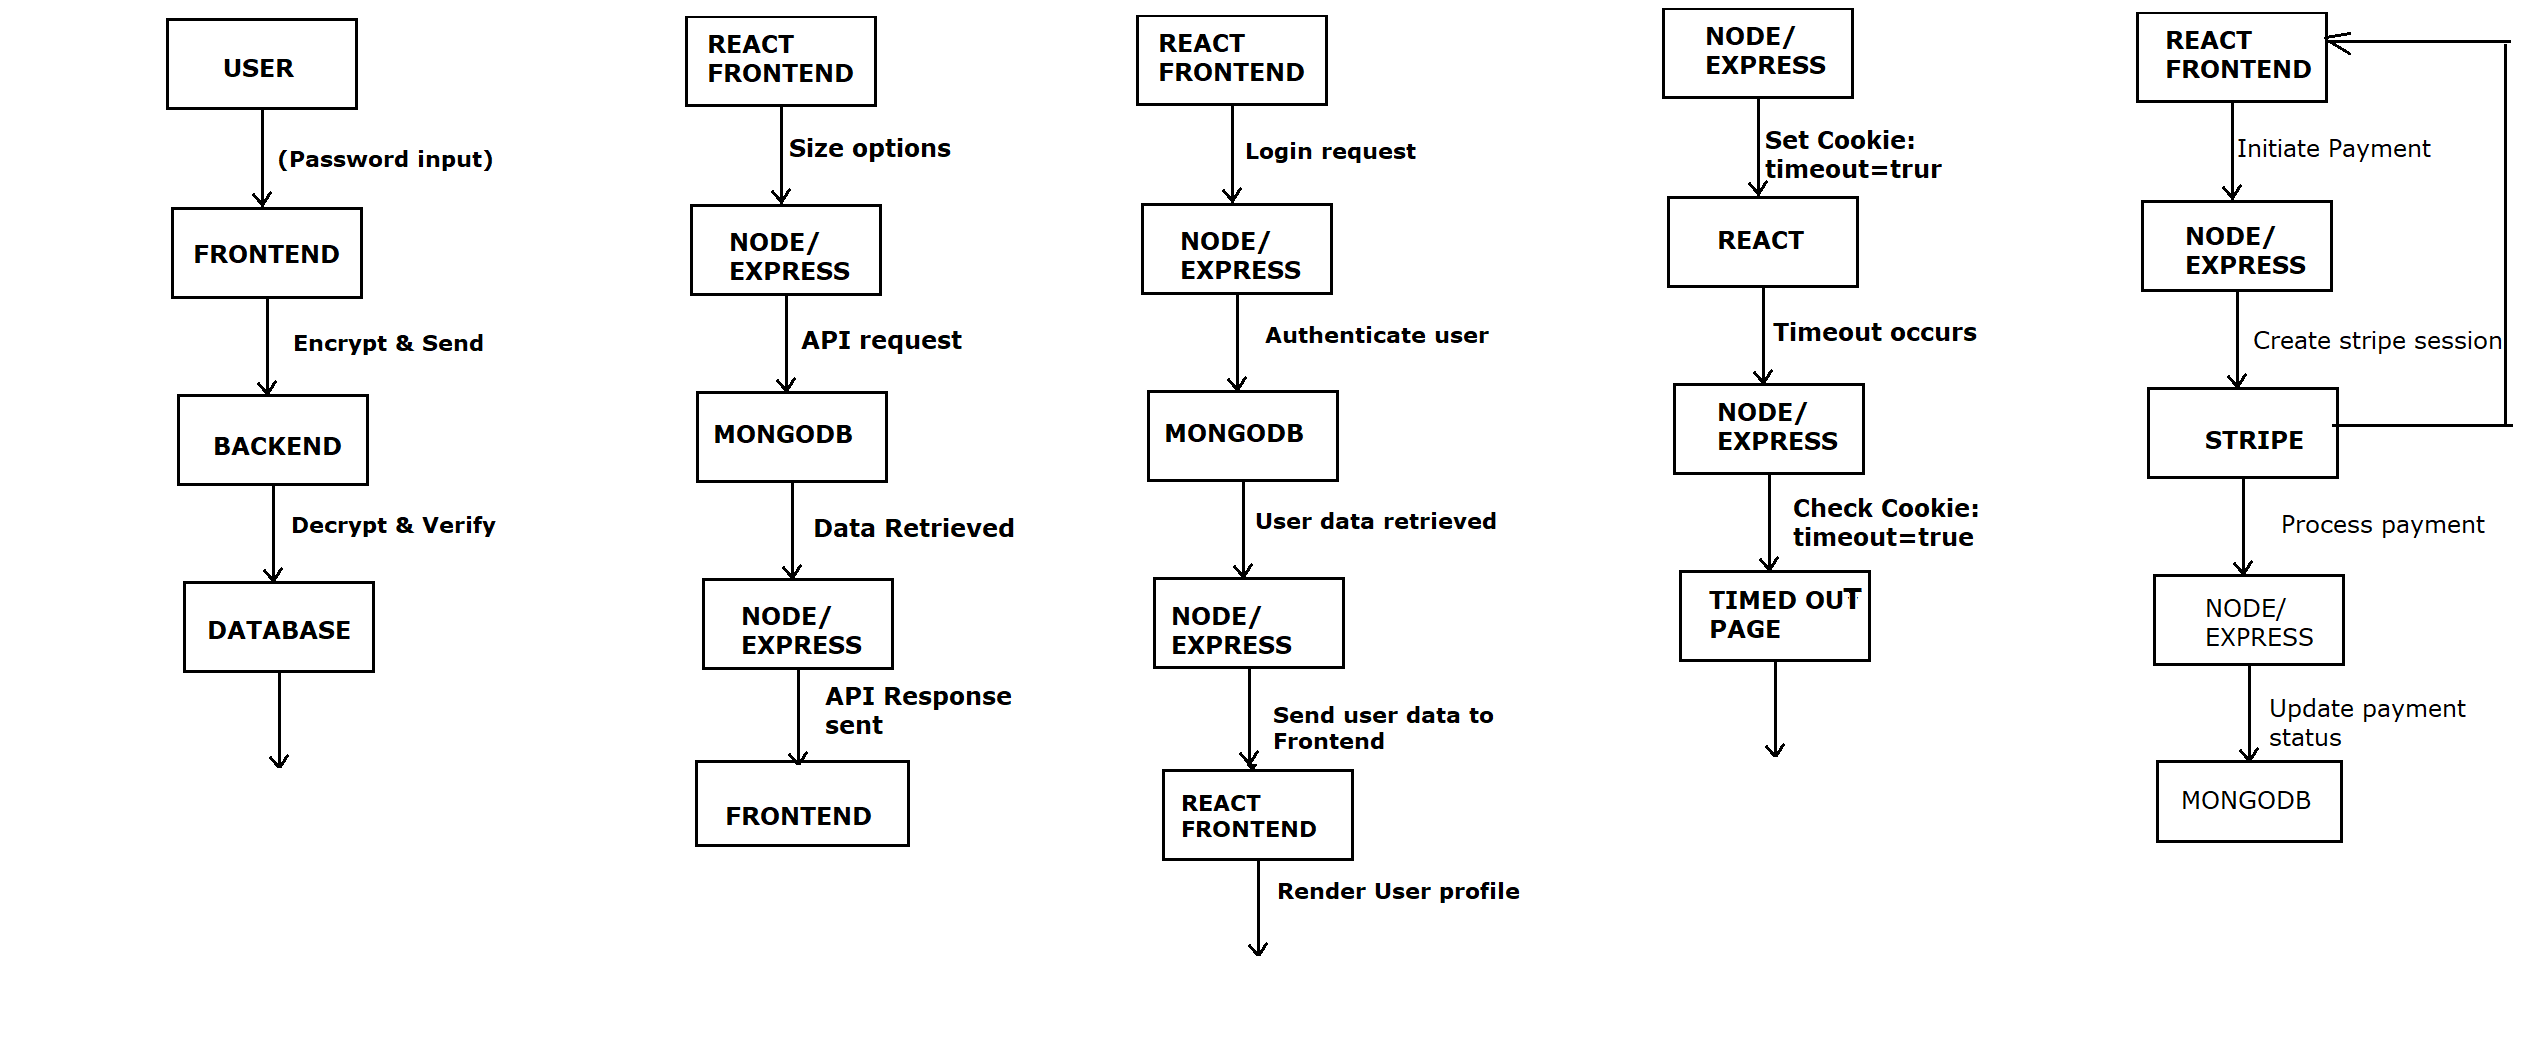 USER
(Password input)
FRONTEND
Encrypt & Send
BACKEND
Decrypt & Verify
DATABASE
REACT
FRONTEND
Size options
NODE/
EXPRESS
API request
MONGODB
Data Retrieved
NODE/
EXPRESS
API Response
sent
FRONTEND
REACT
FRONTEND
Login request
NODE/
EXPRESS
Authenticate user
MONGODB
User data retrieved
NODE/
EXPRESS
Send user data to
Frontend
REACT
FRONTEND
Render User profile
NODE/
EXPRESS
Set Cookie:
timeout=trur
REACT
Timeout occurs
NODE/
EXPRESS
Check Cookie:
timeout=true
TIMED OUT
PAGE
REACT
FRONTEND
Initiate Payment
NODE/
EXPRESS
Create stripe session
STRIPE
Process payment
NODE/
EXPRESS
Update payment
status
MONGODB